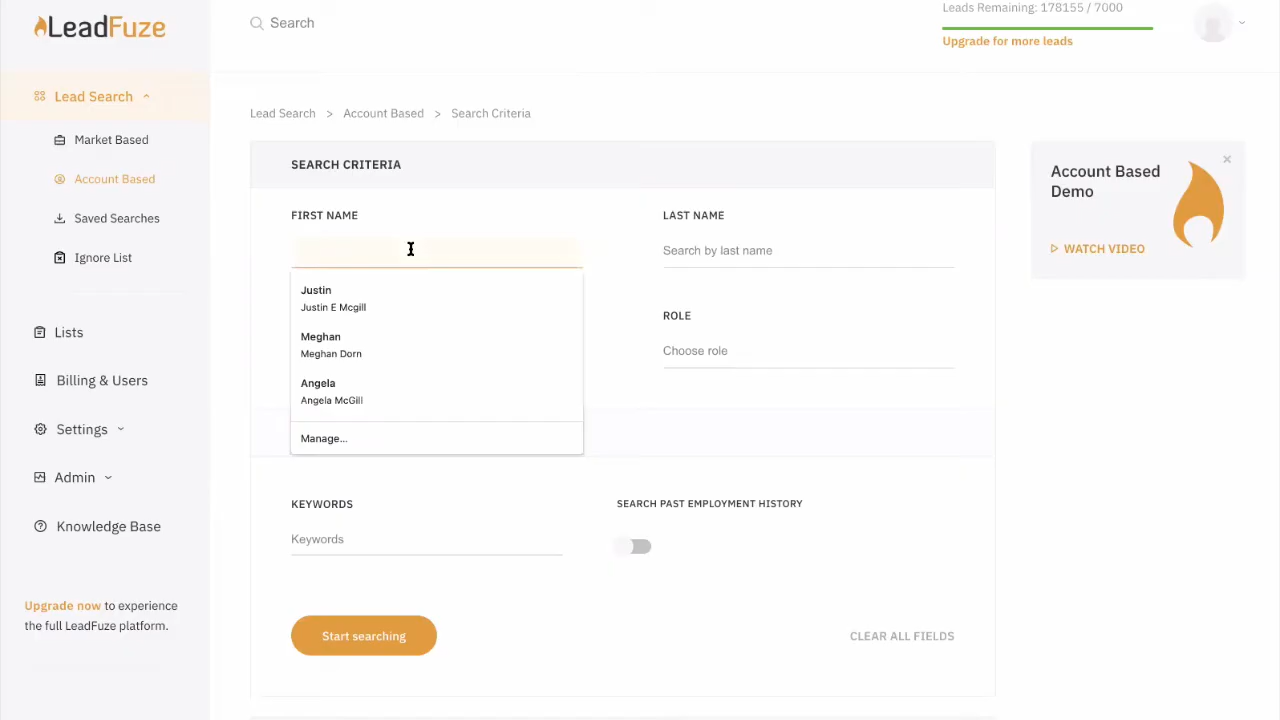 LeadFuze
Search
Leads Remaining: 178155 / 7000
Upgrade for more leads
Lead Search
Market Based
Account Based
Saved Searches
Ignore List
Lists
Billing & Users
Settings
Admin
Knowledge Base
Upgrade now to experience
the full LeadFuze platform.
Lead Search > Account Based > Search Criteria
SEARCH CRITERIA
FIRST NAME
Justin
Justin E Mcgill
Meghan
Meghan Dorn
Angela
Angela McGill
Manage...
LAST NAME
Search by last name
ROLE
Choose role
KEYWORDS
Keywords
SEARCH PAST EMPLOYMENT HISTORY
Start searching
CLEAR ALL FIELDS
Account Based
Demo
WATCH VIDEO